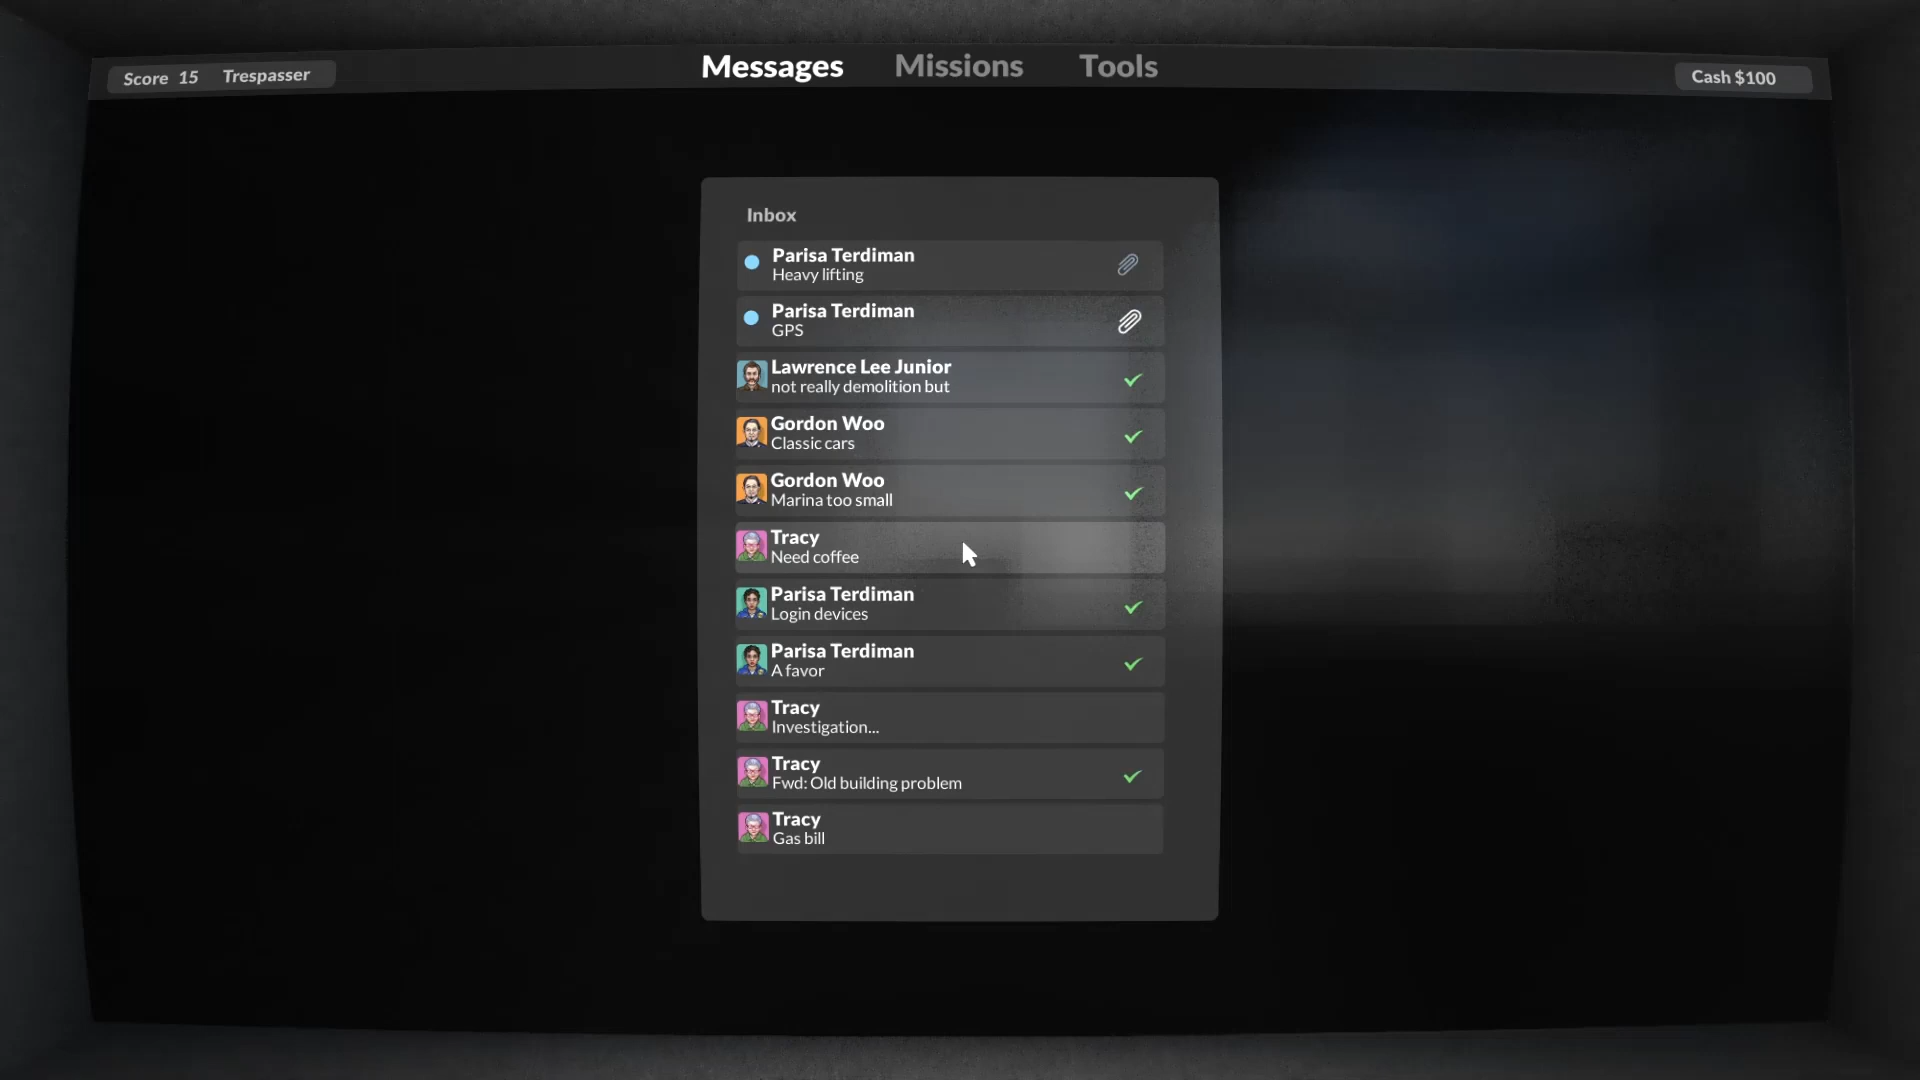 Score 15 Trespasser
Messages Missions Tools
Cash $100
Inbox
Parisa Terdiman
Heavy lifting
Parisa Terdiman
GPS
Lawrence Lee Junior
not really demolition but
Gordon Woo
Classic cars
Gordon Woo
Marina too small
Tracy
Need coffee
Parisa Terdiman
Login devices
Parisa Terdiman
A favor
Tracy
Investigation...
Tracy
Fwd: Old building problem
Tracy
Gas bill